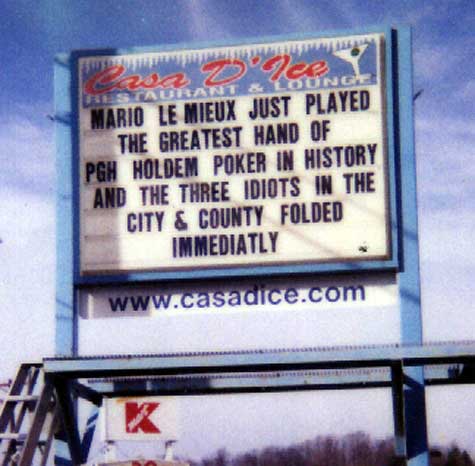 Casa D'Ice
RESTAURANT & LOUNGE
MARIO LE MIEUX JUST PLAYED
THE GREATEST HAND OF
PGH HOLDEM POKER IN HISTORY
AND THE THREE IDIOTS IN THE
CITY & COUNTY FOLDED
IMMEDIATLY
www.casadice.com
K